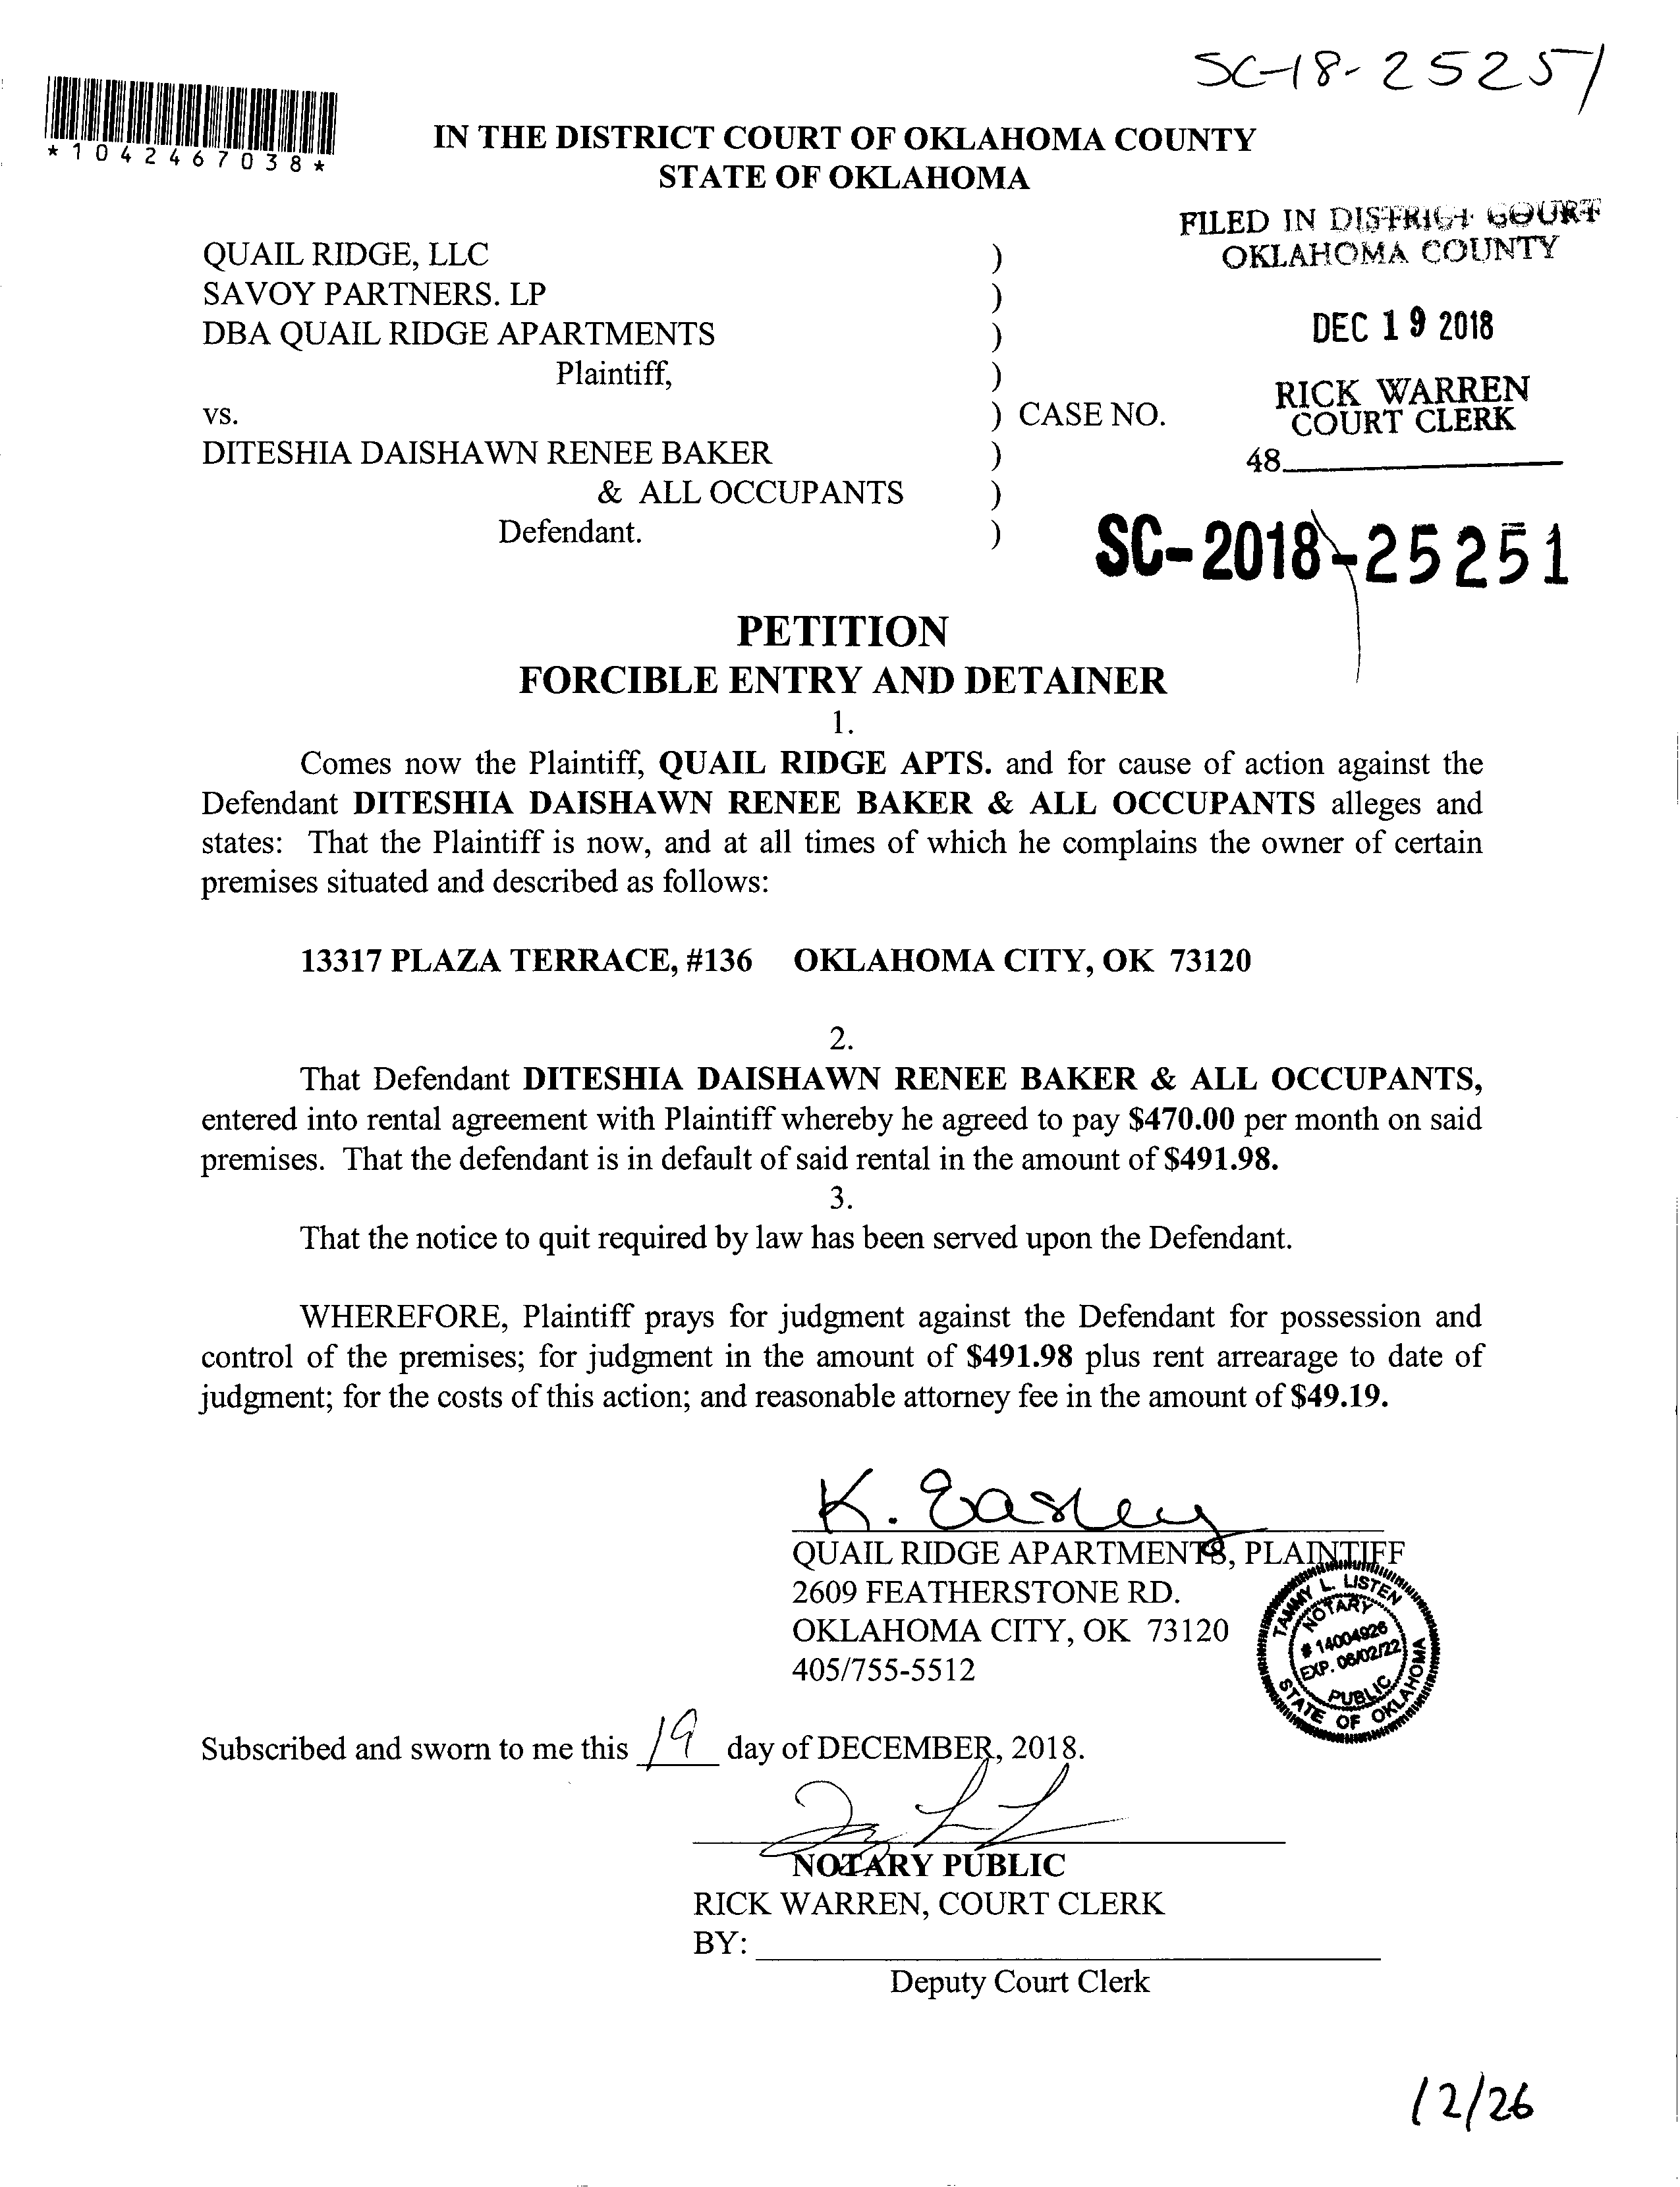 SC-18-25251
*1042467038*
IN THE DISTRICT COURT OF OKLAHOMA COUNTY
STATE OF OKLAHOMA
FILED IN DISTRICT COURT
OKLAHOMA COUNTY
DEC 19 2018
RICK WARREN
COURT CLERK
48
QUAIL RIDGE, LLC )
SAVOY PARTNERS. LP )
DBA QUAIL RIDGE APARTMENTS )
Plaintiff, )
vs. ) CASE NO.
DITESHIA DAISHAWN RENEE BAKER )
& ALL OCCUPANTS )
Defendant. )
SC-2018-25251
PETITION
FORCIBLE ENTRY AND DETAINER
1.
Comes now the Plaintiff, QUAIL RIDGE APTS. and for cause of action against the
Defendant DITESHIA DAISHAWN RENEE BAKER & ALL OCCUPANTS alleges and
states: That the Plaintiff is now, and at all times of which he complains the owner of certain
premises situated and described as follows:
13317 PLAZA TERRACE, #136 OKLAHOMA CITY, OK 73120
2.
That Defendant DITESHIA DAISHAWN RENEE BAKER & ALL OCCUPANTS,
entered into rental agreement with Plaintiff whereby he agreed to pay $470.00 per month on said
premises. That the defendant is in default of said rental in the amount of $491.98.
3.
That the notice to quit required by law has been served upon the Defendant.
WHEREFORE, Plaintiff prays for judgment against the Defendant for possession and
control of the premises; for judgment in the amount of $491.98 plus rent arrearage to date of
judgment; for the costs of this action; and reasonable attorney fee in the amount of $49.19.
K. Easley
QUAIL RIDGE APARTMENTS, PLAINTIFF
2609 FEATHERSTONE RD.
OKLAHOMA CITY, OK 73120
405/755-5512
TAMMY L. LISTEN
NOTARY
# 14004926
EXP. 06/02/22
PUBLIC
STATE OF OKLAHOMA
Subscribed and sworn to me this 19 day of DECEMBER, 2018.
NOTARY PUBLIC
RICK WARREN, COURT CLERK
BY:
Deputy Court Clerk
12/26